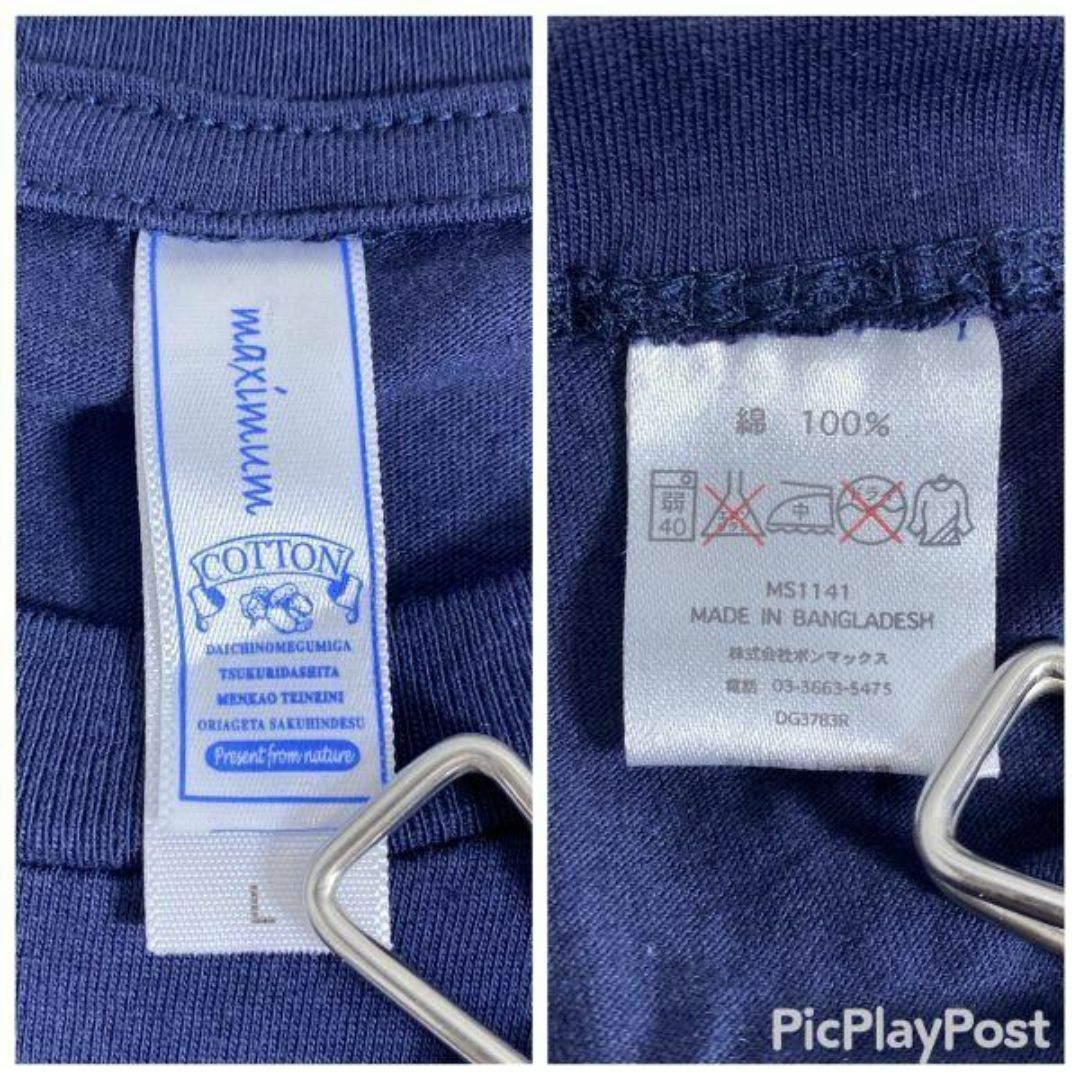 maximum
COTTON
DAICHINOMEGUMIGA
TSUKURIDASHITA
MENKAO TEINEINI
ORIAGETA SAKUHINDESU
Present from nature
L
綿 100%
弱
40
中
MS1141
MADE IN BANGLADESH
株式会社ボンマックス
電話 03-3663-5475
DG3783R
PicPlayPost